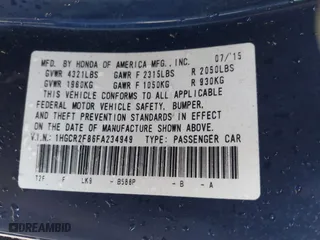 MFD. BY HONDA OF AMERICA MFG., INC. 07/15
GVWR 4321LBS GAWR F 2315LBS R 2050LBS
GVWR 1960KG GAWR F 1050KG R 930KG
THIS VEHICLE CONFORMS TO ALL APPLICABLE
FEDERAL MOTOR VEHICLE SAFETY, BUMPER,
AND THEFT PREVENTION STANDARDS IN EFFECT ON THE
DATE OF MANUFACTURE SHOWN ABOVE.
V.I.N.: 1HGCR2F86FA234949 TYPE: PASSENGER CAR
F LK8 - B588P - B - A